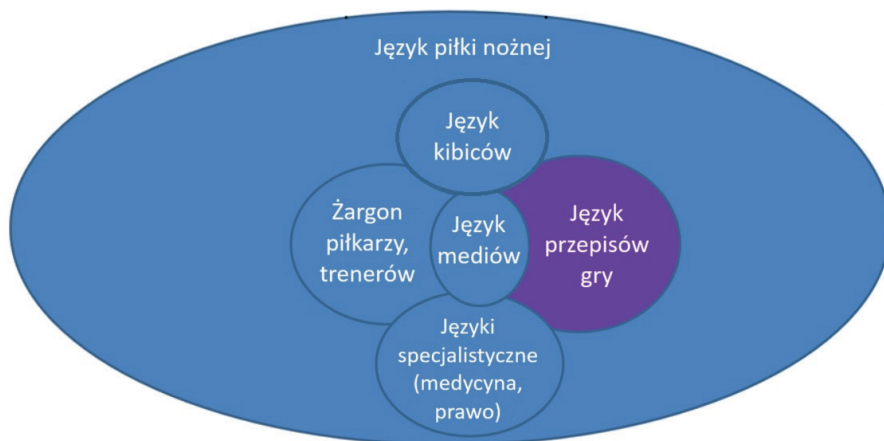 Język piłki nożnej
Język
kibiców
Żargon
piłkarzy,
trenerów
Język
mediów
Język
przepisów
gry
Języki
specjalistyczne
(medycyna,
prawo)